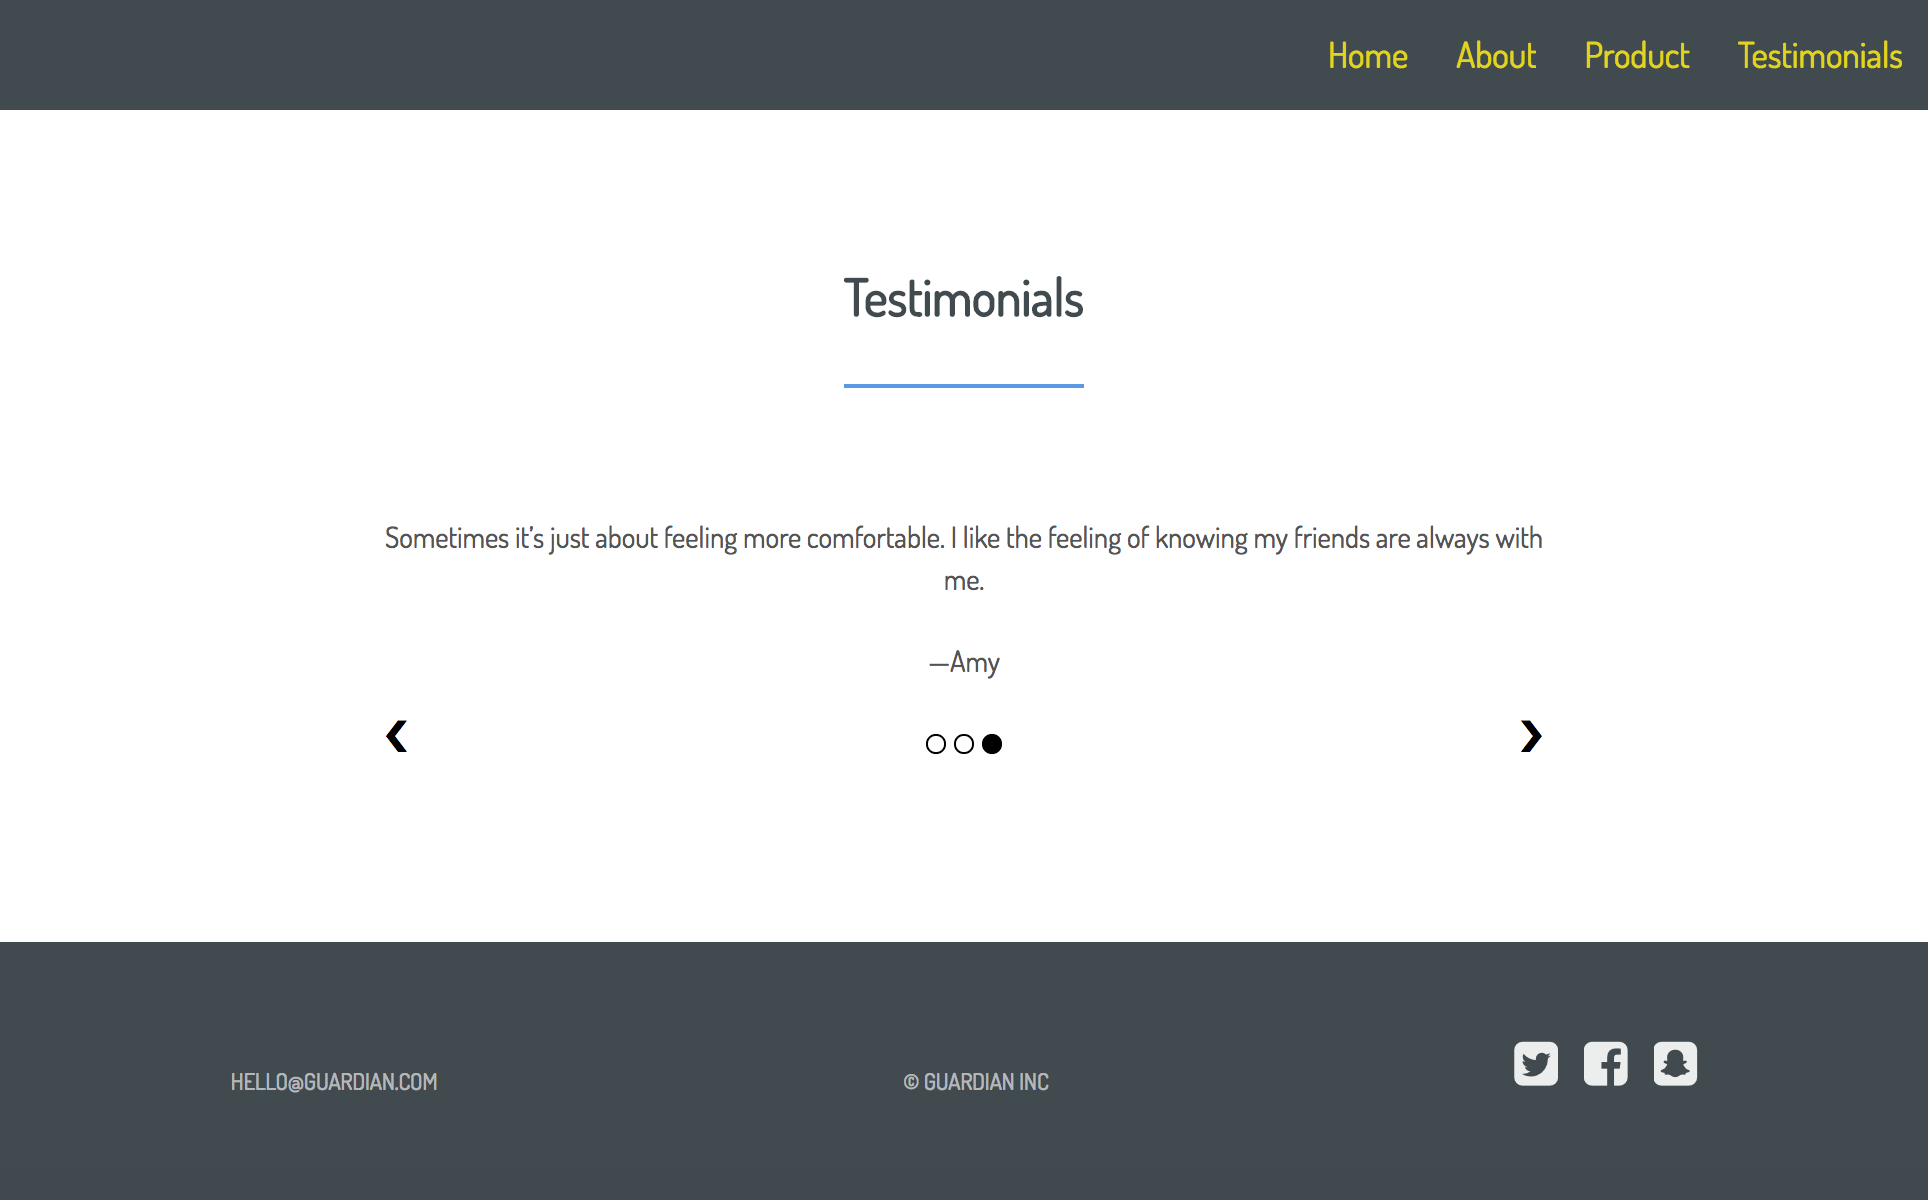 Home About Product Testimonials
Testimonials
Sometimes it's just about feeling more comfortable. I like the feeling of knowing my friends are always with
me.
—Amy
HELLO@GUARDIAN.COM
© GUARDIAN INC